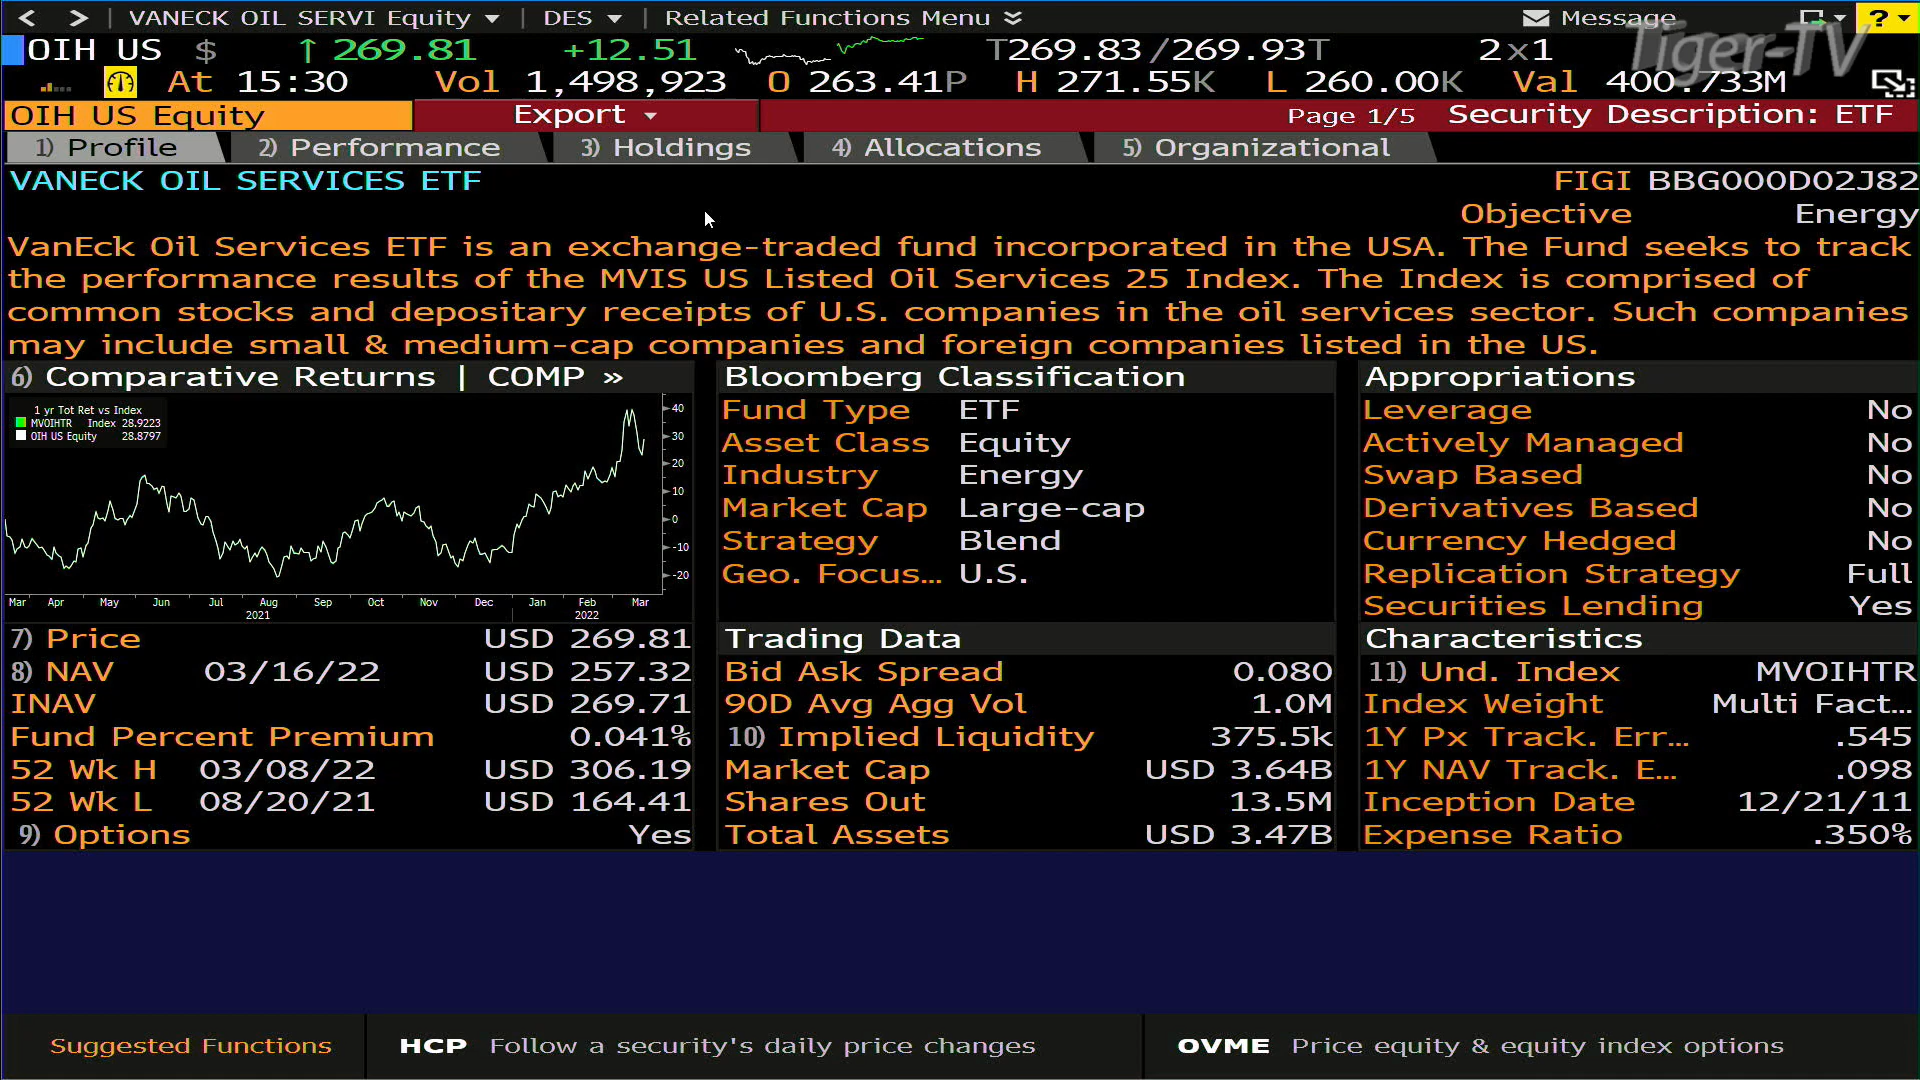 VANECK OIL SERVI Equity DES Related Functions Menu Message ?
OIH US $ ↑ 269.81 +12.51 T269.83 /269.93T 2x1
Tiger-TV
At 15:30 Vol 1,498,923 O 263.41P H 271.55K L 260.00K Val 400.733M
OIH US Equity Export Page 1/5 Security Description: ETF
1) Profile 2) Performance 3) Holdings 4) Allocations 5) Organizational
VANECK OIL SERVICES ETF FIGI BBG000D02J82
Objective Energy
VanEck Oil Services ETF is an exchange-traded fund incorporated in the USA. The Fund seeks to track
the performance results of the MVIS US Listed Oil Services 25 Index. The Index is comprised of
common stocks and depositary receipts of U.S. companies in the oil services sector. Such companies
may include small & medium-cap companies and foreign companies listed in the US.
6) Comparative Returns | COMP »
1 yr Tot Ret vs Index
MVOIHTR Index 28.9223
OIH US Equity 28.8797
40
30
20
10
0
-10
-20
Mar Apr May Jun Jul Aug Sep Oct Nov Dec Jan Feb Mar
2021 2022
Bloomberg Classification
Fund Type ETF
Asset Class Equity
Industry Energy
Market Cap Large-cap
Strategy Blend
Geo. Focus... U.S.
Appropriations
Leverage No
Actively Managed No
Swap Based No
Derivatives Based No
Currency Hedged No
Replication Strategy Full
Securities Lending Yes
7) Price USD 269.81
8) NAV 03/16/22 USD 257.32
INAV USD 269.71
Fund Percent Premium 0.041%
52 Wk H 03/08/22 USD 306.19
52 Wk L 08/20/21 USD 164.41
9) Options Yes
Trading Data
Bid Ask Spread 0.080
90D Avg Agg Vol 1.0M
10) Implied Liquidity 375.5k
Market Cap USD 3.64B
Shares Out 13.5M
Total Assets USD 3.47B
Characteristics
11) Und. Index MVOIHTR
Index Weight Multi Fact...
1Y Px Track. Err... .545
1Y NAV Track. E... .098
Inception Date 12/21/11
Expense Ratio .350%
Suggested Functions HCP Follow a security's daily price changes OVME Price equity & equity index options